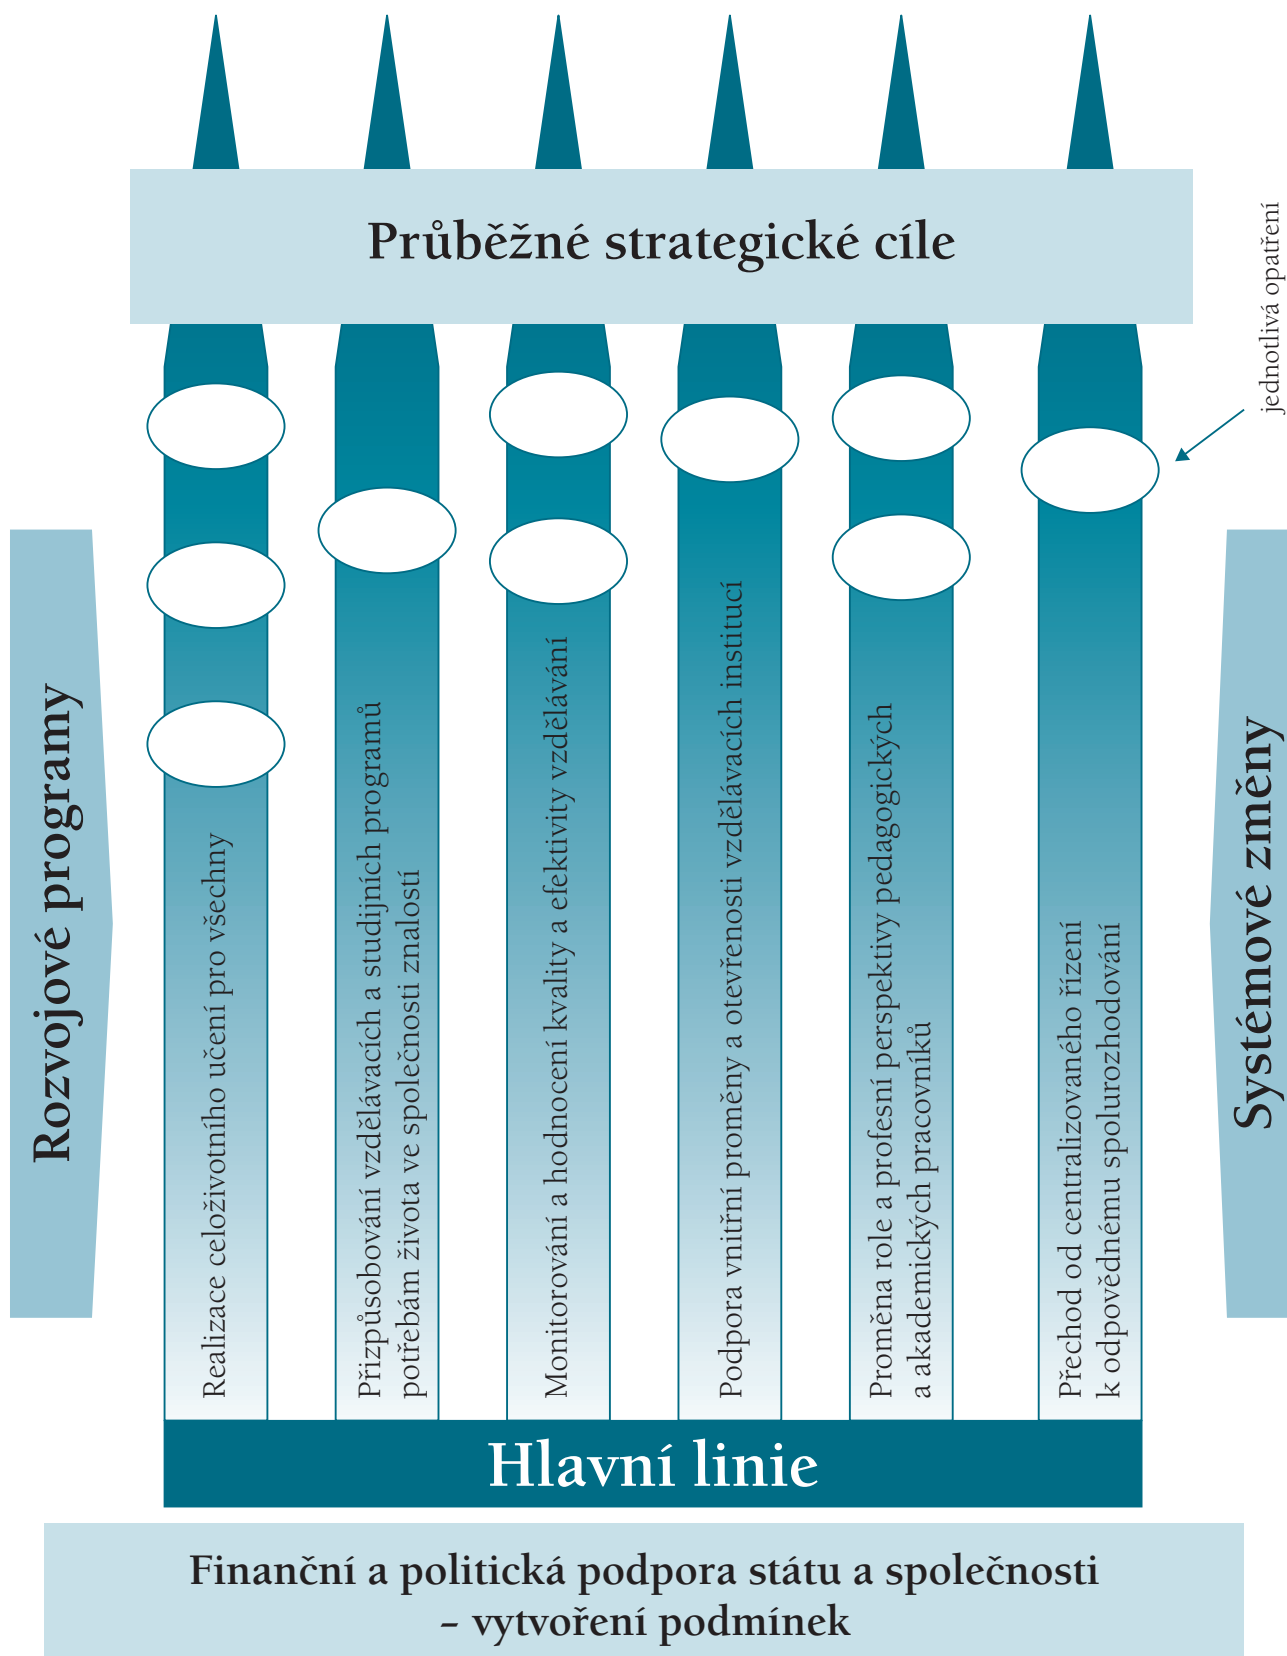 Průběžné strategické cíle
jednotlivá opatření
Rozvojové programy
Realizace celoživotního učení pro všechny
Přizpůsobování vzdělávacích a studijních programů
potřebám života ve společnosti znalostí
Monitorování a hodnocení kvality a efektivity vzdělávání
Podpora vnitřní proměny a otevřenosti vzdělávacích institucí
Proměna role a profesní perspektivy pedagogických
a akademických pracovníků
Přechod od centralizovaného řízení
k odpovědnému spolurozhodování
Systémové změny
Hlavní linie
Finanční a politická podpora státu a společnosti
– vytvoření podmínek